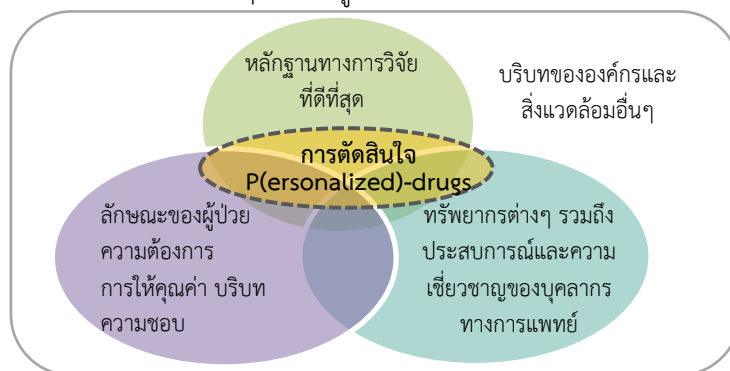 หลักฐานทางการวิจัย
ที่ดีที่สุด
บริบทขององค์กรและ
สิ่งแวดล้อมอื่นๆ
การตัดสินใจ
P(ersonalized)-drugs
ลักษณะของผู้ป่วย
ความต้องการ
การให้คุณค่า บริบท
ความชอบ
ทรัพยากรต่างๆ รวมถึง
ประสบการณ์และความ
เชี่ยวชาญของบุคลากร
ทางการแพทย์